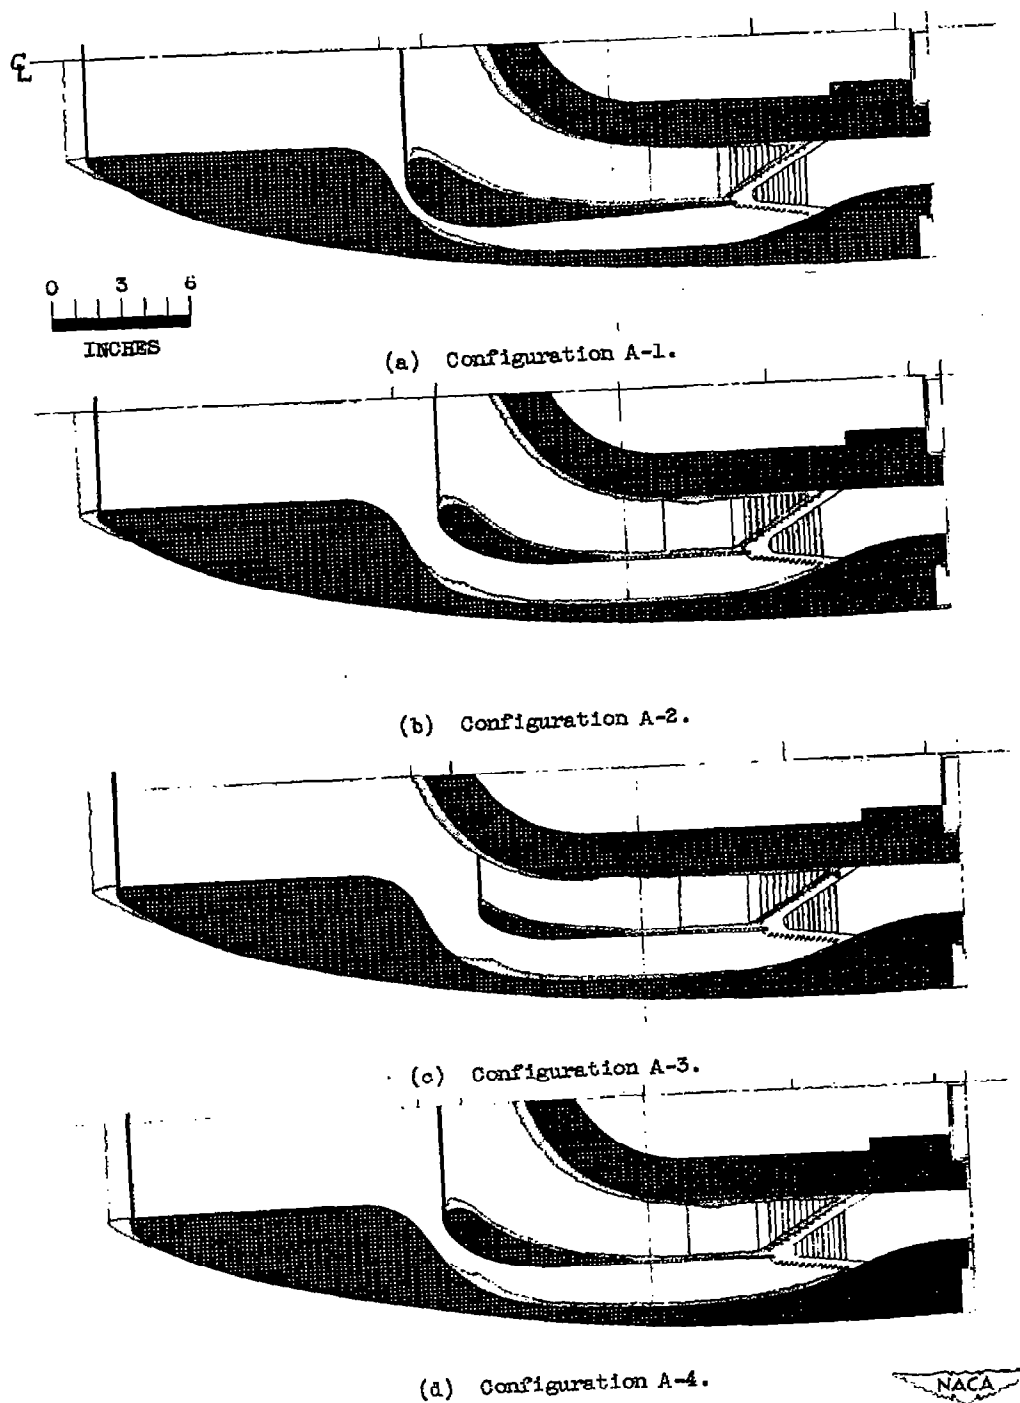 ℄
0 3 6
INCHES
(a) Configuration A-1.
(b) Configuration A-2.
(c) Configuration A-3.
(d) Configuration A-4.
NACA